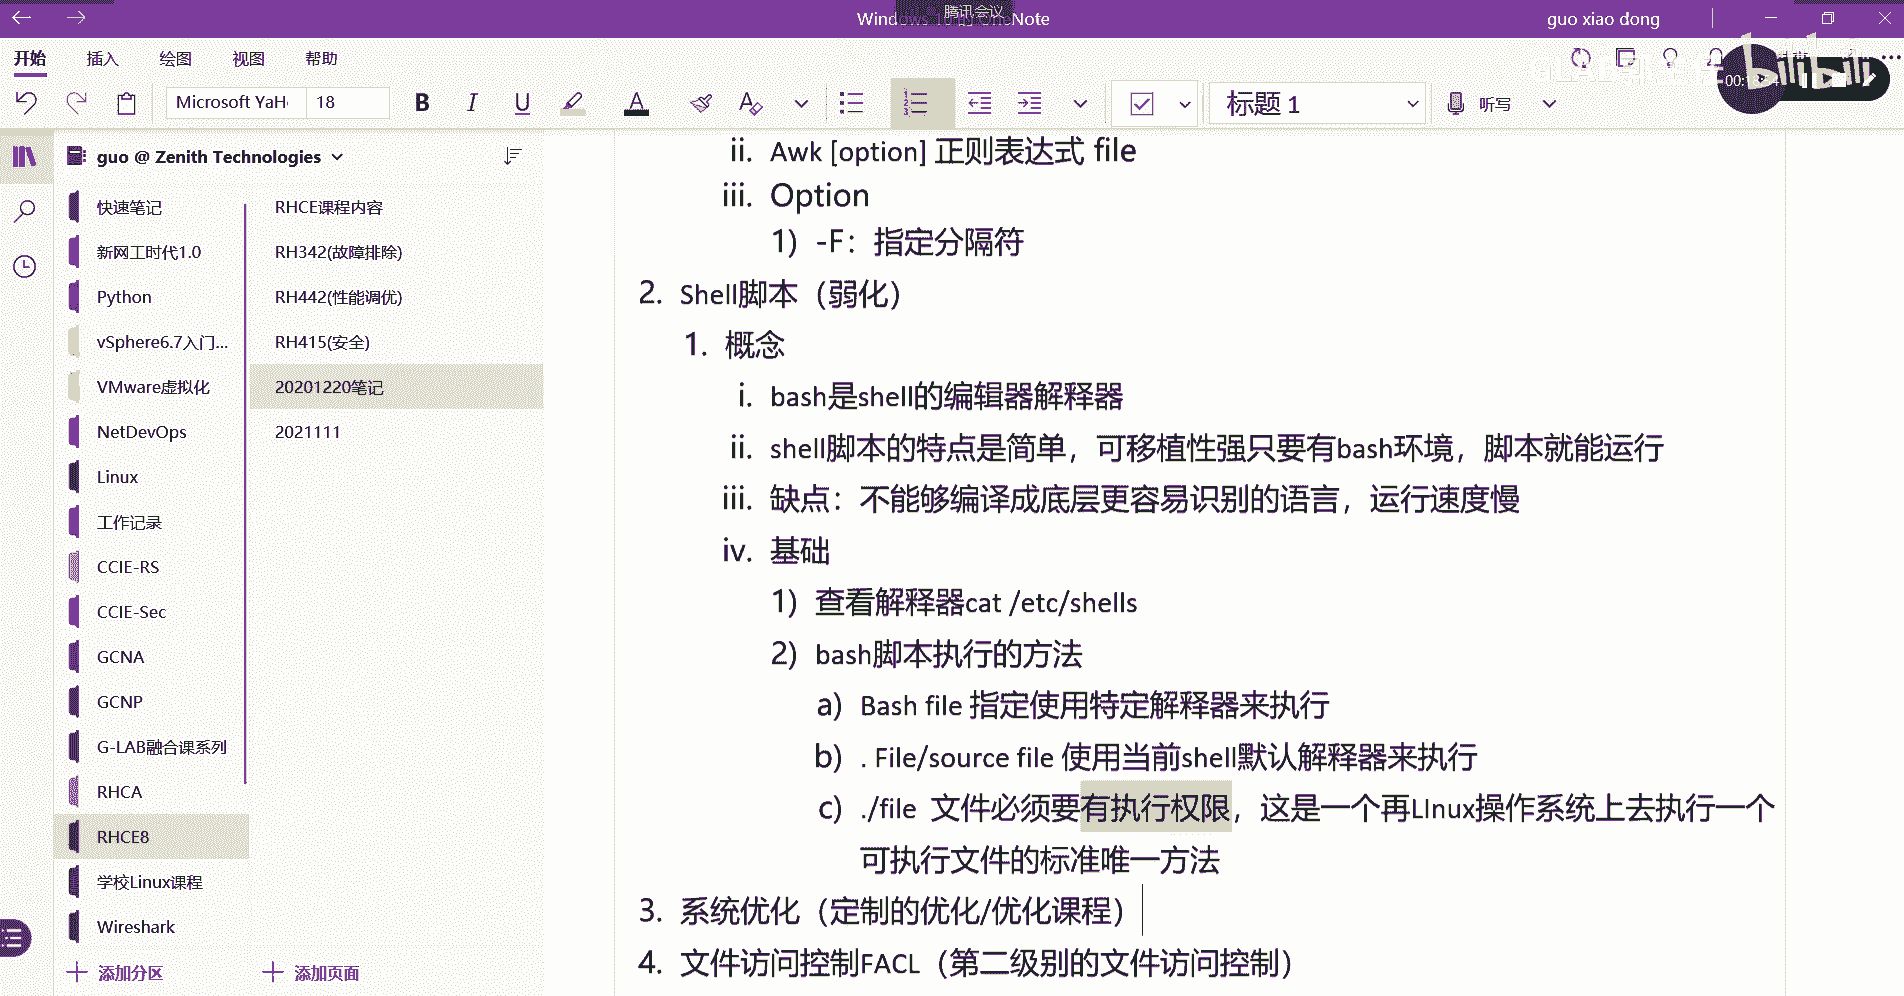 腾讯会议
guo xiao dong
开始 插入 绘图 视图 帮助
Microsoft YaH 18
标题 1
听写
guo @ Zenith Technologies
快速笔记
新网工时代1.0
Python
vSphere6.7入门...
VMware虚拟化
NetDevOps
Linux
工作记录
CCIE-RS
CCIE-Sec
GCNA
GCNP
G-LAB融合课系列
RHCA
RHCE8
学校Linux课程
Wireshark
添加分区
RHCE课程内容
RH342(故障排除)
RH442(性能调优)
RH415(安全)
20201220笔记
2021111
添加页面
ii. Awk [option] 正则表达式 file
iii. Option
1) -F：指定分隔符
2. Shell脚本（弱化）
1. 概念
i. bash是shell的编辑器解释器
ii. shell脚本的特点是简单，可移植性强只要有bash环境，脚本就能运行
iii. 缺点：不能够编译成底层更容易识别的语言，运行速度慢
iv. 基础
1) 查看解释器cat /etc/shells
2) bash脚本执行的方法
a) Bash file 指定使用特定解释器来执行
b) . File/source file 使用当前shell默认解释器来执行
c) ./file 文件必须要有执行权限，这是一个再LInux操作系统上去执行一个
可执行文件的标准唯一方法
3. 系统优化（定制的优化/优化课程）
4. 文件访问控制FACL（第二级别的文件访问控制）
bilibili